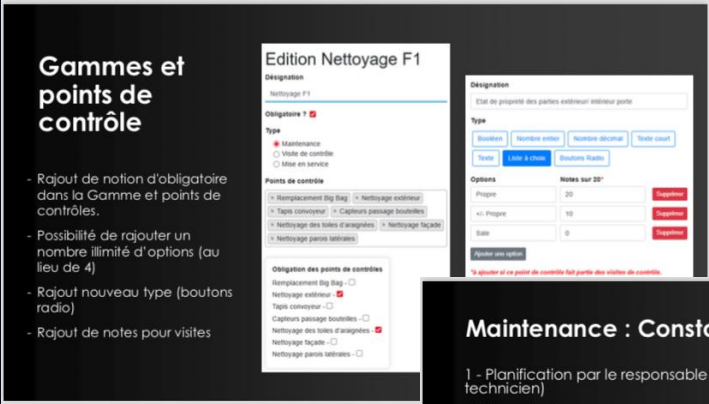 Gammes et
points de
contrôle
- Rajout de notion d'obligatoire
dans la Gamme et points de
contrôles.
- Possibilité de rajouter un
nombre illimité d'options (au
lieu de 4)
- Rajout nouveau type (boutons
radio)
- Rajout de notes pour visites
Edition Nettoyage F1
Désignation
Nettoyage F1
Obligatoire ?
Type
Maintenance
Visite de contrôle
Mise en service
Points de contrôle
× Remplacement Big Bag × Nettoyage extérieur
× Tapis convoyeur × Capteurs passage bouteilles
× Nettoyage des toiles d'araignées × Nettoyage façade
× Nettoyage parois latérales
Obligation des points de contrôles
Remplacement Big Bag -
Nettoyage extérieur -
Tapis convoyeur -
Capteurs passage bouteilles -
Nettoyage des toiles d'araignées -
Nettoyage façade -
Nettoyage parois latérales -
Désignation
Etat de propreté des parties extérieur/ intérieur porte
Type
Booléen Nombre entier Nombre décimal Texte court
Texte Liste à choix Boutons Radio
Options Notes sur 20*
Propre 20 Supprimer
+/- Propre 10 Supprimer
Sale 0 Supprimer
Ajouter une option
*à ajouter si ce point de contrôle fait partie des visites de contrôle.
Maintenance : Consta
1 - Planification par le responsable
technicien)